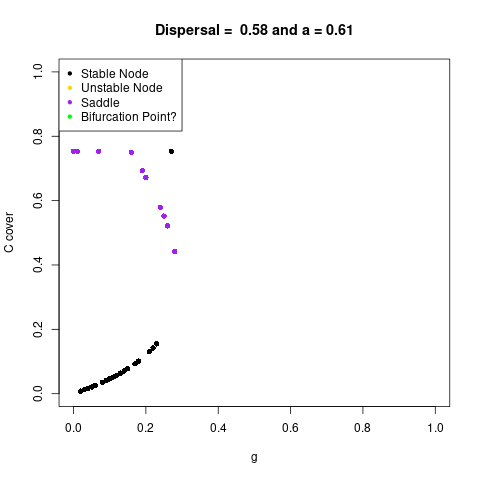 Dispersal =  0.58 and a = 0.61
Stable Node
Unstable Node
Saddle
Bifurcation Point?
C cover
1.0
0.8
0.6
0.4
0.2
0.0
0.0 0.2 0.4 0.6 0.8 1.0
g